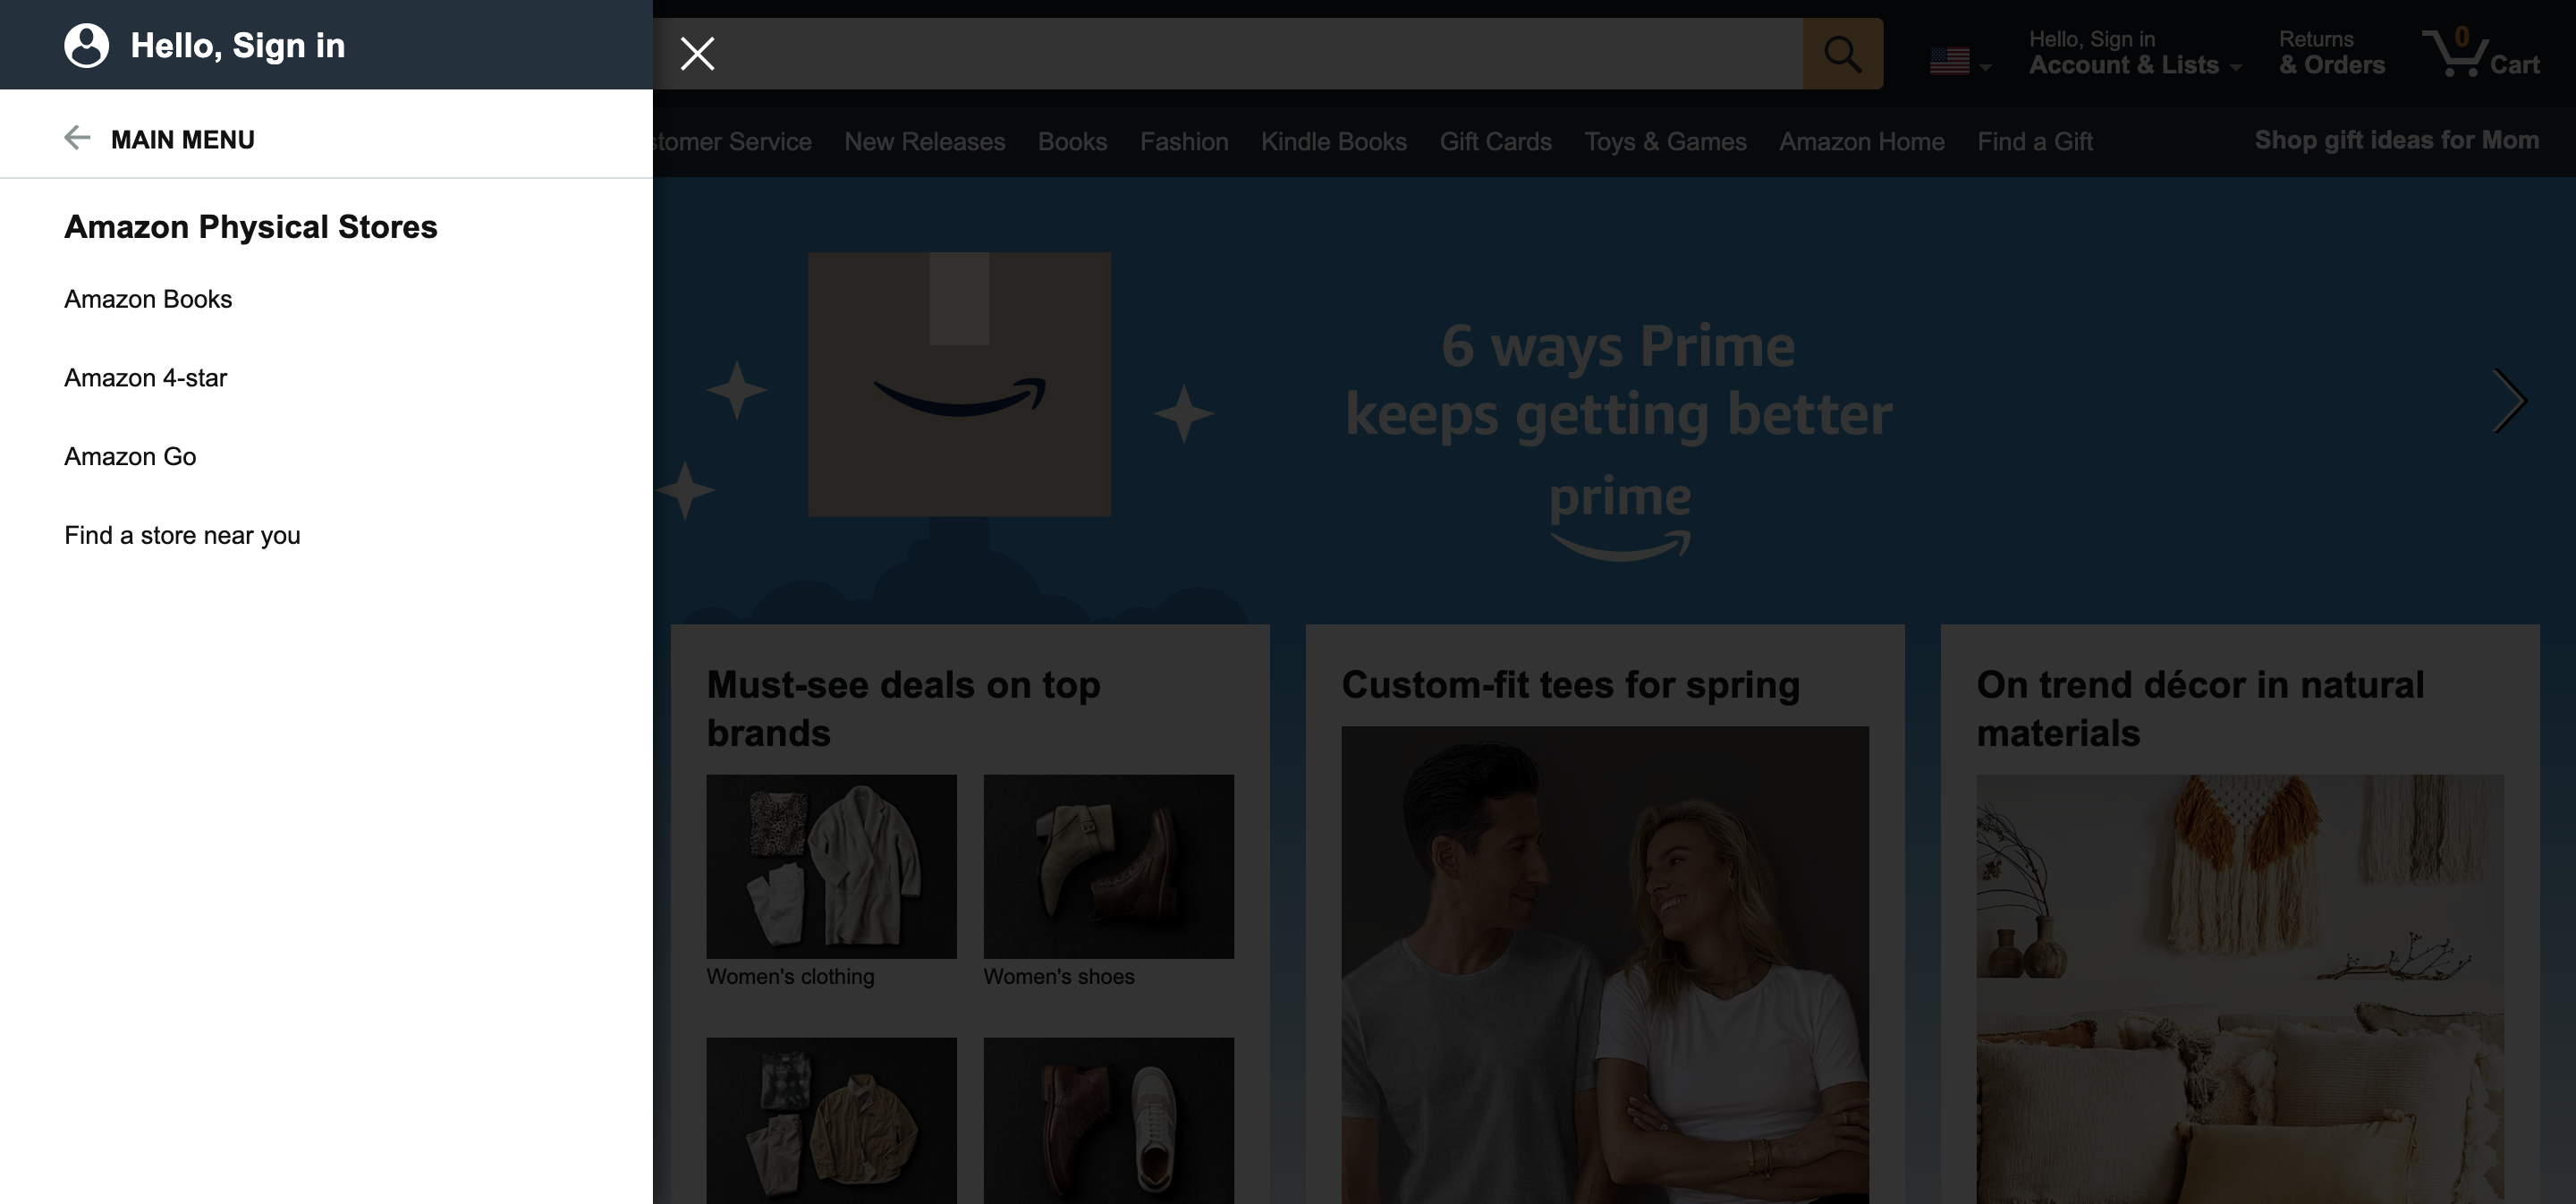 Hello, Sign in
MAIN MENU
Amazon Physical Stores
Amazon Books
Amazon 4-star
Amazon Go
Find a store near you
Hello, Sign in
Account & Lists
Returns
& Orders
0
Cart
stomer Service New Releases Books Fashion Kindle Books Gift Cards Toys & Games Amazon Home Find a Gift Shop gift ideas for Mom
6 ways Prime
keeps getting better
prime
Must-see deals on top
brands
Women's clothing
Women's shoes
Custom-fit tees for spring
On trend décor in natural
materials